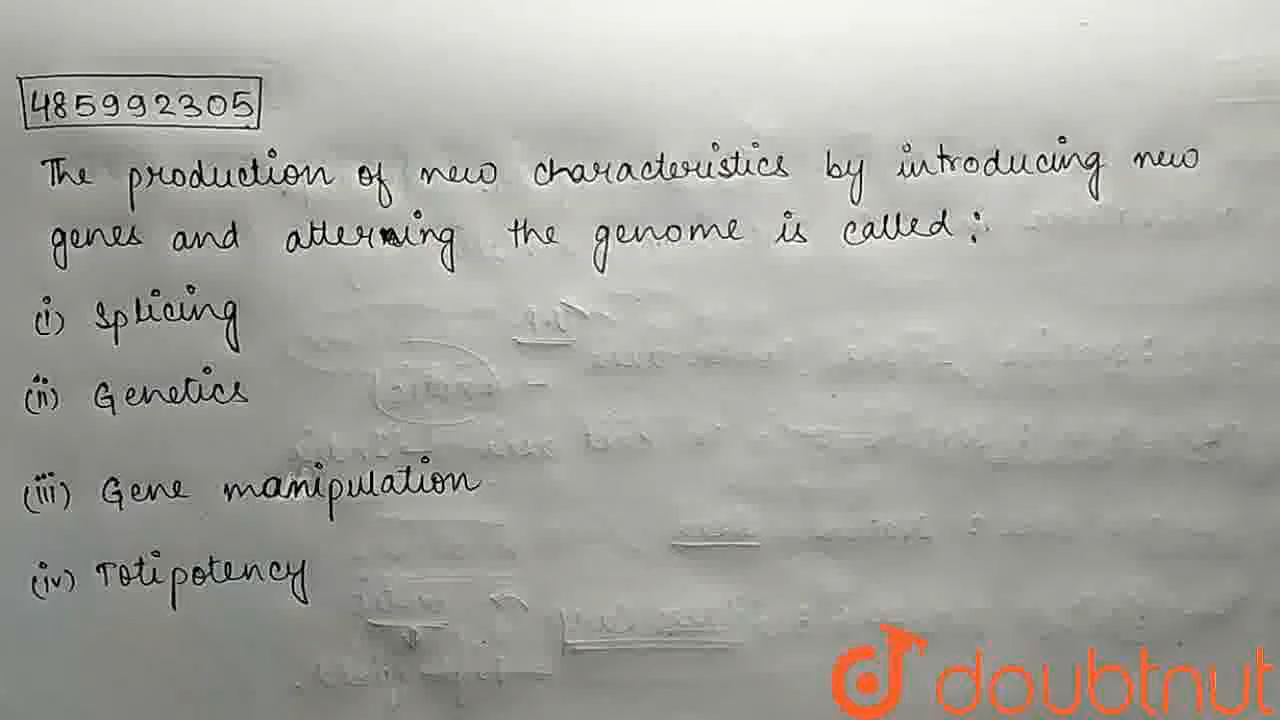 485992305
The production of new characteristics by introducing new
genes and alterning the genome is called :
(i) Splicing
(ii) Genetics
(iii) Gene manipulation
(iv) Totipotency
doubtnut